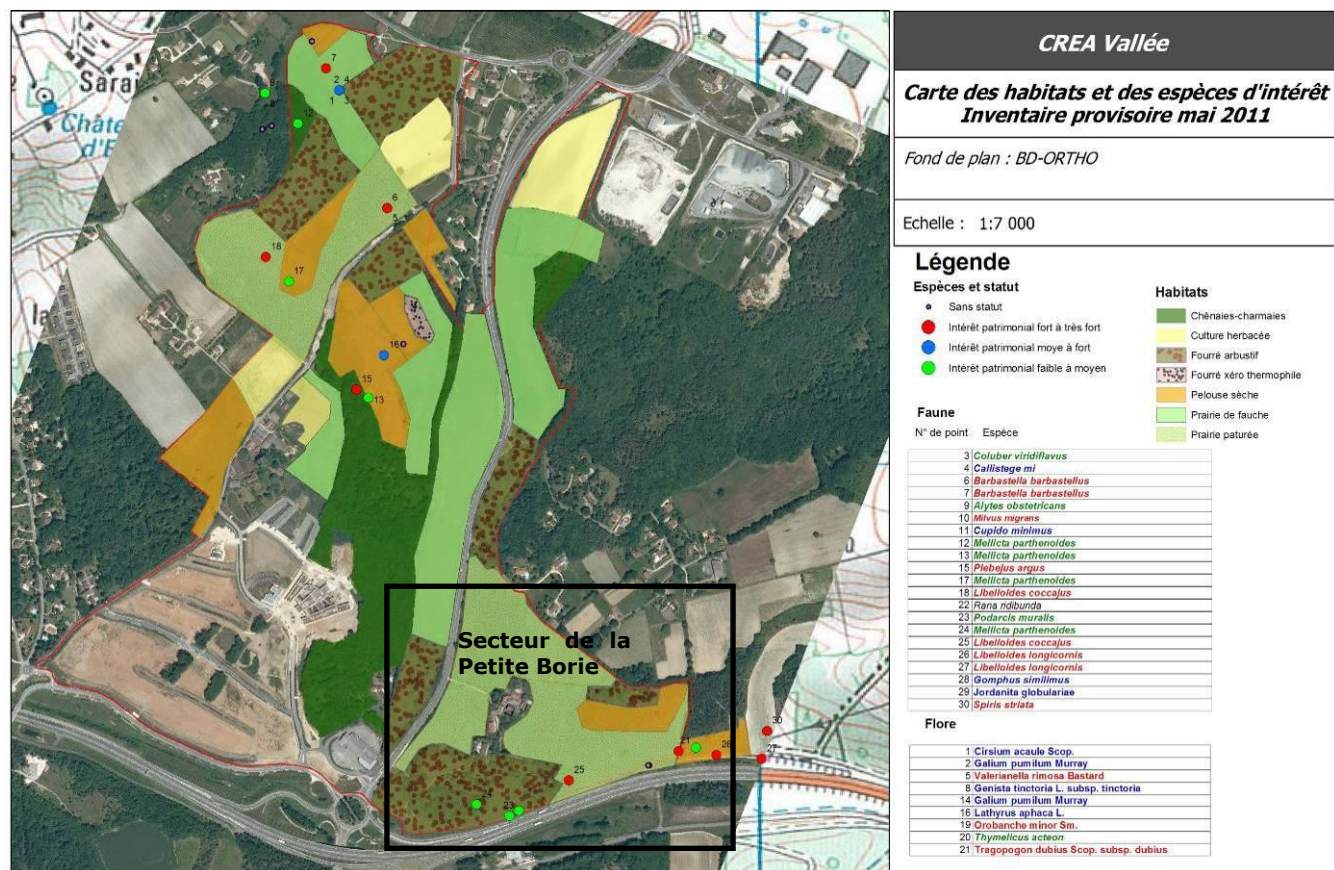 CREA Vallée
Carte des habitats et des espèces d'intérêt
Inventaire provisoire mai 2011
Fond de plan : BD-ORTHO
Echelle : 1:7 000
Légende
Espèces et statut
Sans statut
Intérêt patrimonial fort à très fort
Intérêt patrimonial moye à fort
Intérêt patrimonial faible à moyen
Habitats
Chênaies-charmaies
Culture herbacée
Fourré arbustif
Fourré xéro thermophile
Pelouse sèche
Prairie de fauche
Prairie paturée
Faune
N° de point Espèce
3 Coluber viridiflavus
4 Callistege mi
6 Barbastella barbastellus
7 Barbastella barbastellus
9 Alytes obstetricans
10 Milvus migrans
11 Cupido minimus
12 Mellicta parthenoides
13 Mellicta parthenoides
15 Plebejus argus
17 Mellicta parthenoides
18 Libelloides coccajus
22 Rana ridibunda
23 Podarcis muralis
24 Mellicta parthenoides
25 Libelloides coccajus
26 Libelloides longicornis
27 Libelloides longicornis
28 Gomphus similimus
29 Jordanita globulariae
30 Spiris striata
Flore
1 Cirsium acaule Scop.
2 Galium pumilum Murray
5 Valerianella rimosa Bastard
8 Genista tinctoria L. subsp. tinctoria
14 Galium pumilum Murray
16 Lathyrus aphaca L.
19 Orobanche minor Sm.
20 Thymelicus acteon
21 Tragopogon dubius Scop. subsp. dubius
Sarai
Châte
d'E
la
7
2 4
1 3
12
6
5
18
17
16
15
13
Secteur de la
Petite Borie
30
21
26
27
25
24
23